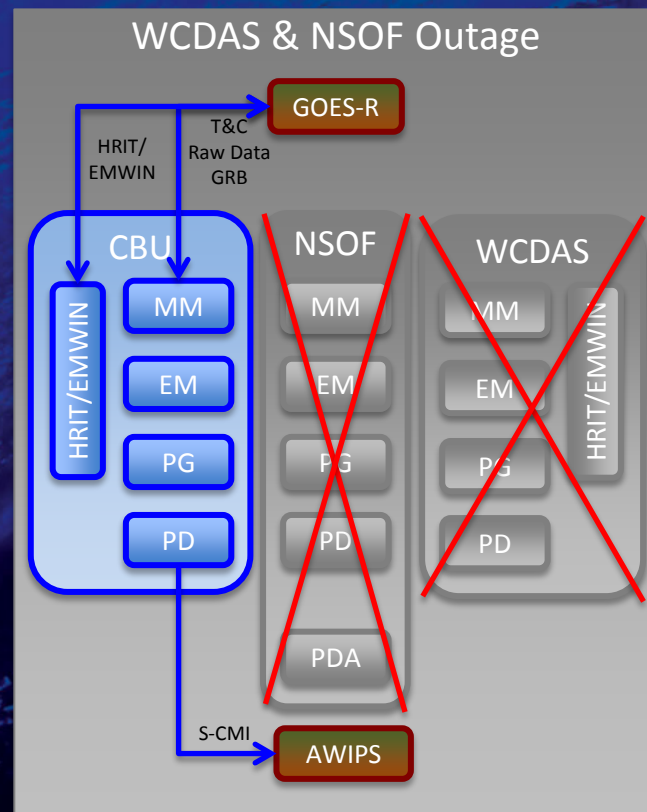 WCDAS & NSOF Outage
GOES-R
HRIT/
EMWIN
T&C
Raw Data
GRB
CBU
HRIT/EMWIN
MM
EM
PG
PD
NSOF
MM
EM
PG
PD
PDA
WCDAS
MM
EM
PG
PD
HRIT/EMWIN
S-CMI
AWIPS